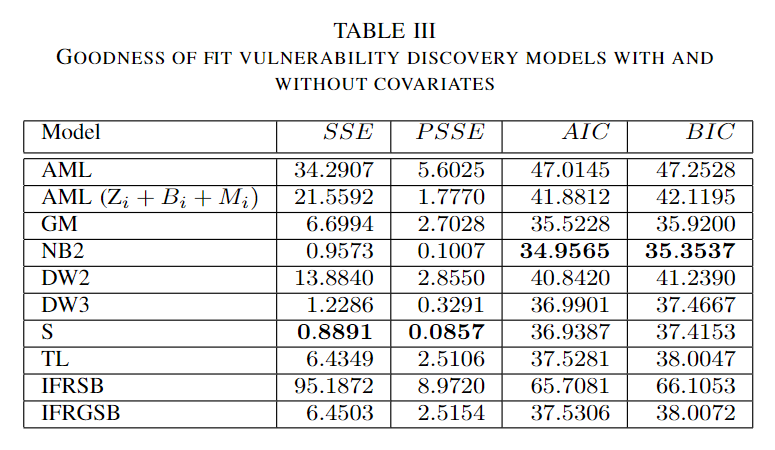 TABLE III
GOODNESS OF FIT VULNERABILITY DISCOVERY MODELS WITH AND
WITHOUT COVARIATES
Model SSE PSSE AIC BIC
AML 34.2907 5.6025 47.0145 47.2528
AML (Zᵢ + Bᵢ + Mᵢ) 21.5592 1.7770 41.8812 42.1195
GM 6.6994 2.7028 35.5228 35.9200
NB2 0.9573 0.1007 34.9565 35.3537
DW2 13.8840 2.8550 40.8420 41.2390
DW3 1.2286 0.3291 36.9901 37.4667
S 0.8891 0.0857 36.9387 37.4153
TL 6.4349 2.5106 37.5281 38.0047
IFRSB 95.1872 8.9720 65.7081 66.1053
IFRGSB 6.4503 2.5154 37.5306 38.0072